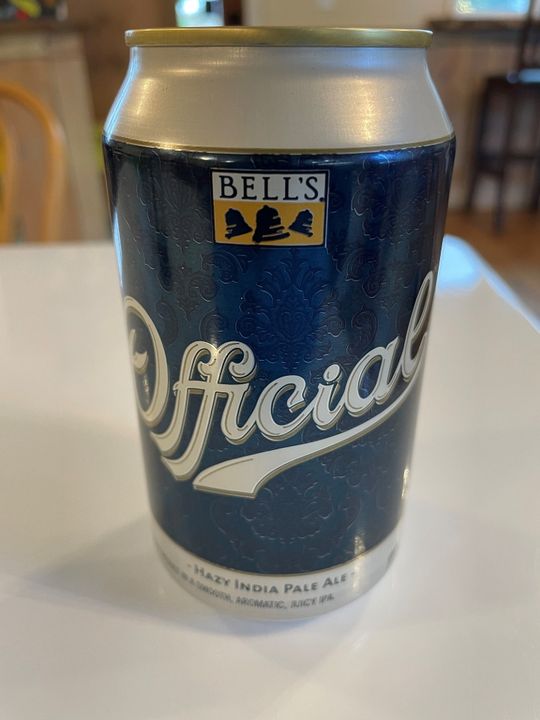 BELL'S
Official
- HAZY INDIA PALE ALE -
SMOOTH, AROMATIC, JUICY IPA.